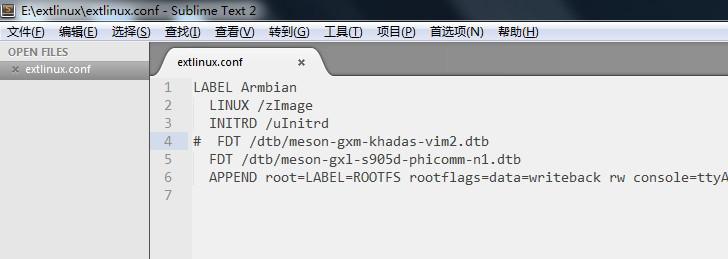 E:\extlinux\extlinux.conf - Sublime Text 2
文件(F) 编辑(E) 选择(S) 查找(I) 查看(V) 转到(G) 工具(T) 项目(P) 首选项(N) 帮助(H)
OPEN FILES
× extlinux.conf
extlinux.conf ×
1 LABEL Armbian
2   LINUX /zImage
3   INITRD /uInitrd
4 #  FDT /dtb/meson-gxm-khadas-vim2.dtb
5   FDT /dtb/meson-gxl-s905d-phicomm-n1.dtb
6   APPEND root=LABEL=ROOTFS rootflags=data=writeback rw console=ttyA
7